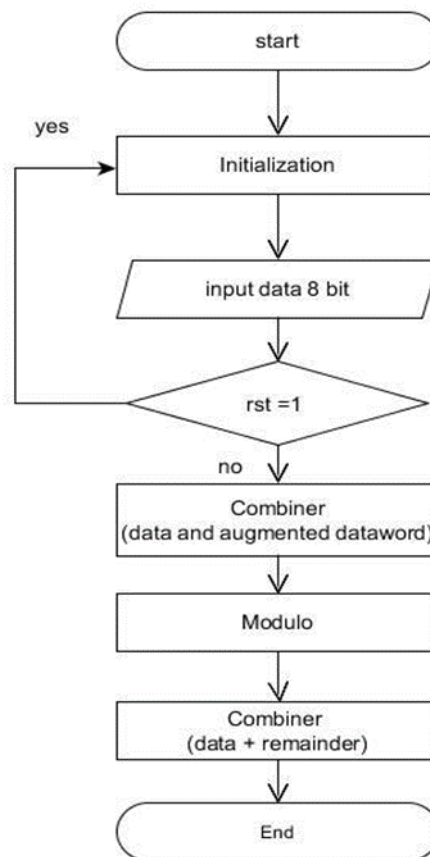 start
yes
Initialization
input data 8 bit
rst =1
no
Combiner
(data and augmented dataword)
Modulo
Combiner
(data + remainder)
End